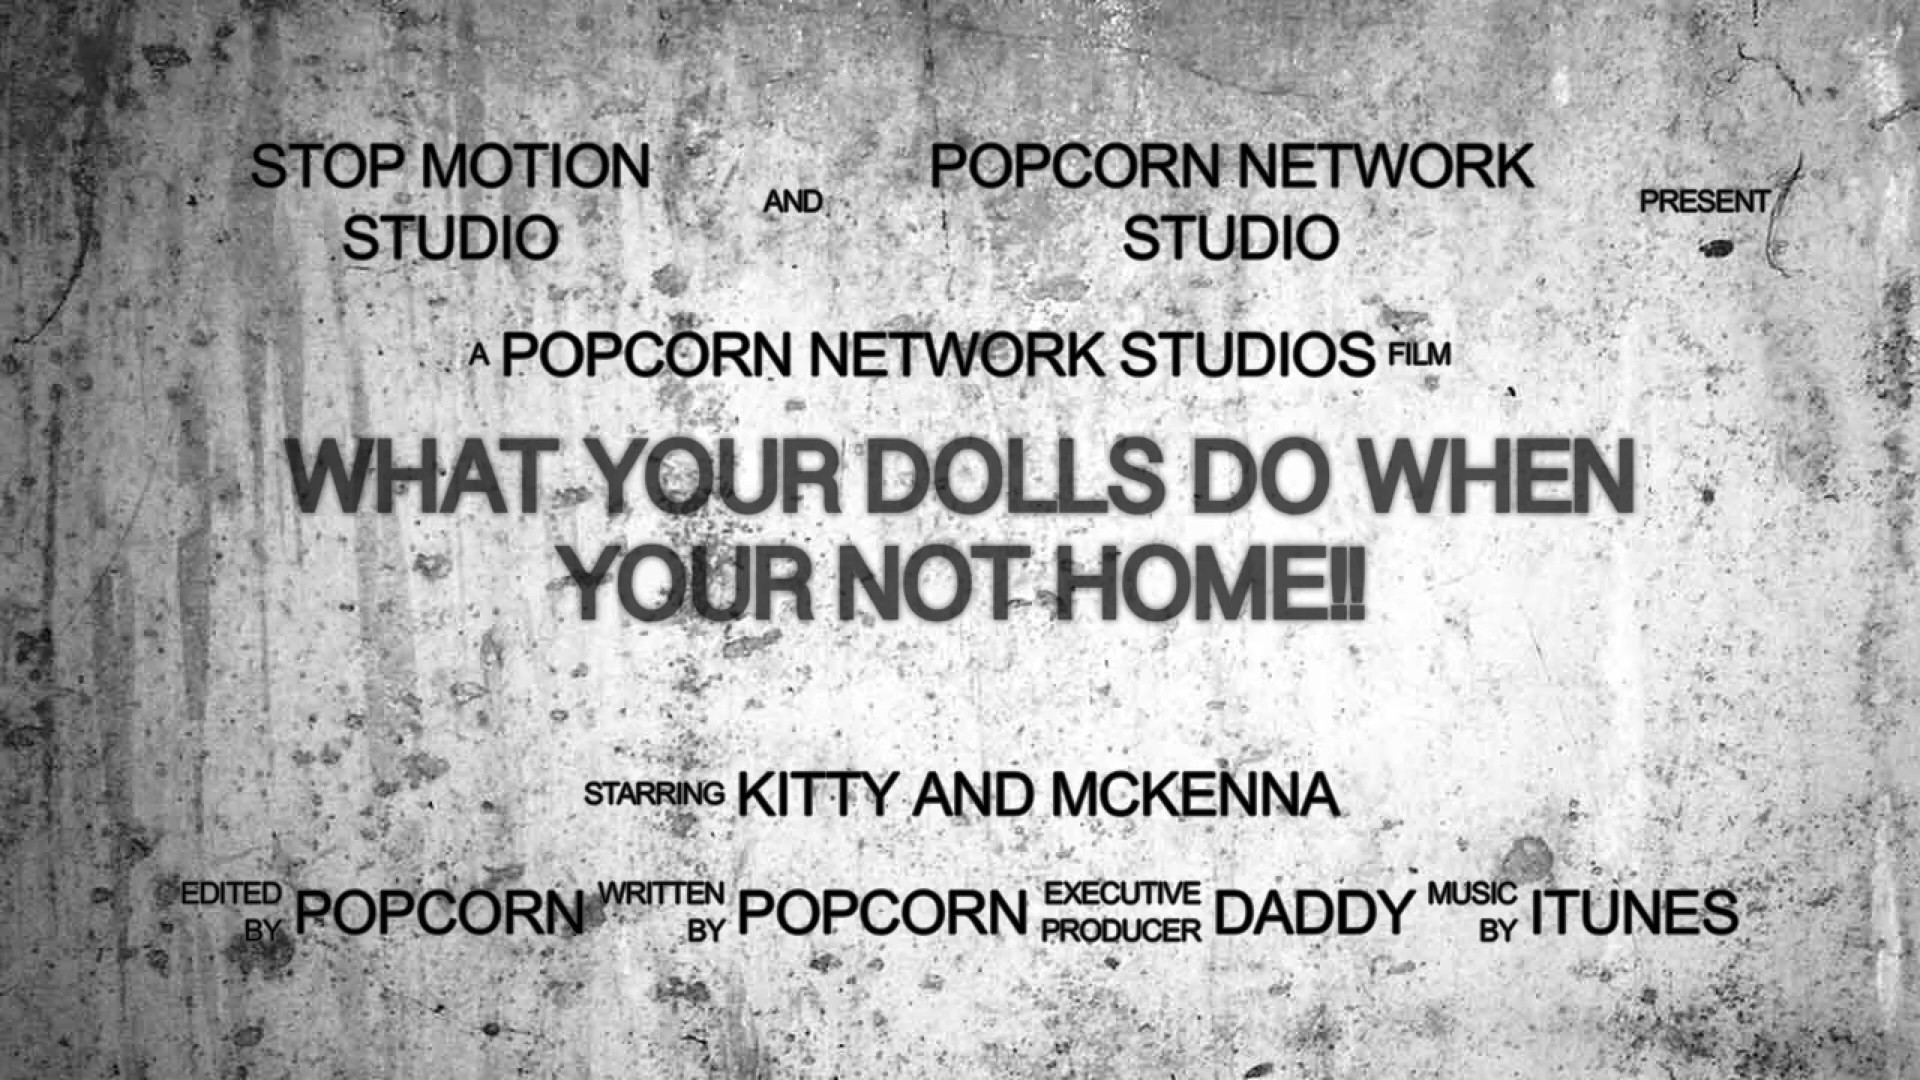 STOP MOTION STUDIO AND POPCORN NETWORK STUDIO PRESENT
A POPCORN NETWORK STUDIOS FILM
WHAT YOUR DOLLS DO WHEN
YOUR NOT HOME!!
STARRING KITTY AND MCKENNA
EDITED BY POPCORN WRITTEN BY POPCORN EXECUTIVE PRODUCER DADDY MUSIC BY ITUNES